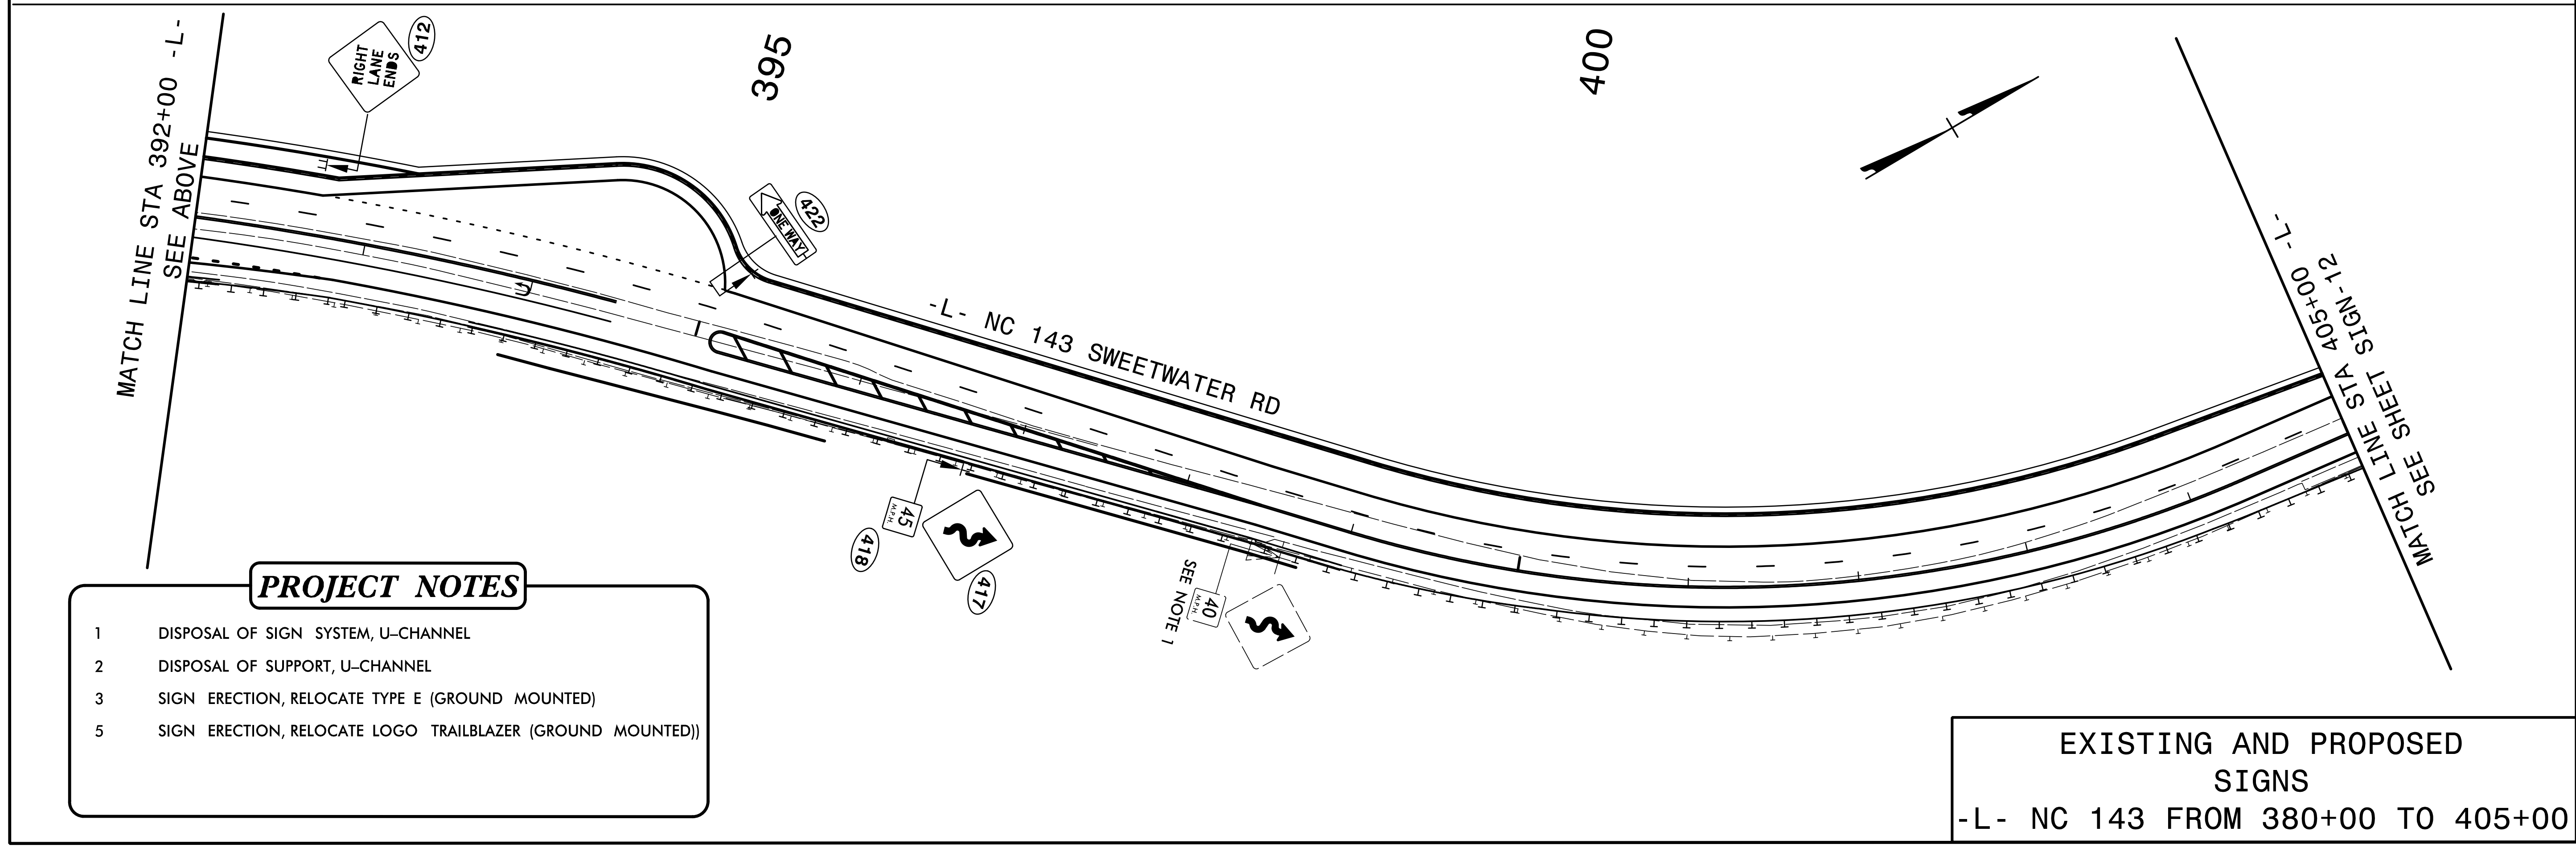 MATCH LINE STA 392+00 -L-
SEE ABOVE
RIGHT
LANE
ENDS
412
395
400
ONE WAY
422
-L- NC 143 SWEETWATER RD
45
M.P.H.
418
417
SEE NOTE 1
40
M.P.H.
MATCH LINE STA 405+00 -L-
SEE SHEET SIGN-12
PROJECT NOTES
1 DISPOSAL OF SIGN SYSTEM, U–CHANNEL
2 DISPOSAL OF SUPPORT, U–CHANNEL
3 SIGN ERECTION, RELOCATE TYPE E (GROUND MOUNTED)
5 SIGN ERECTION, RELOCATE LOGO TRAILBLAZER (GROUND MOUNTED))
EXISTING AND PROPOSED
SIGNS
-L- NC 143 FROM 380+00 TO 405+00